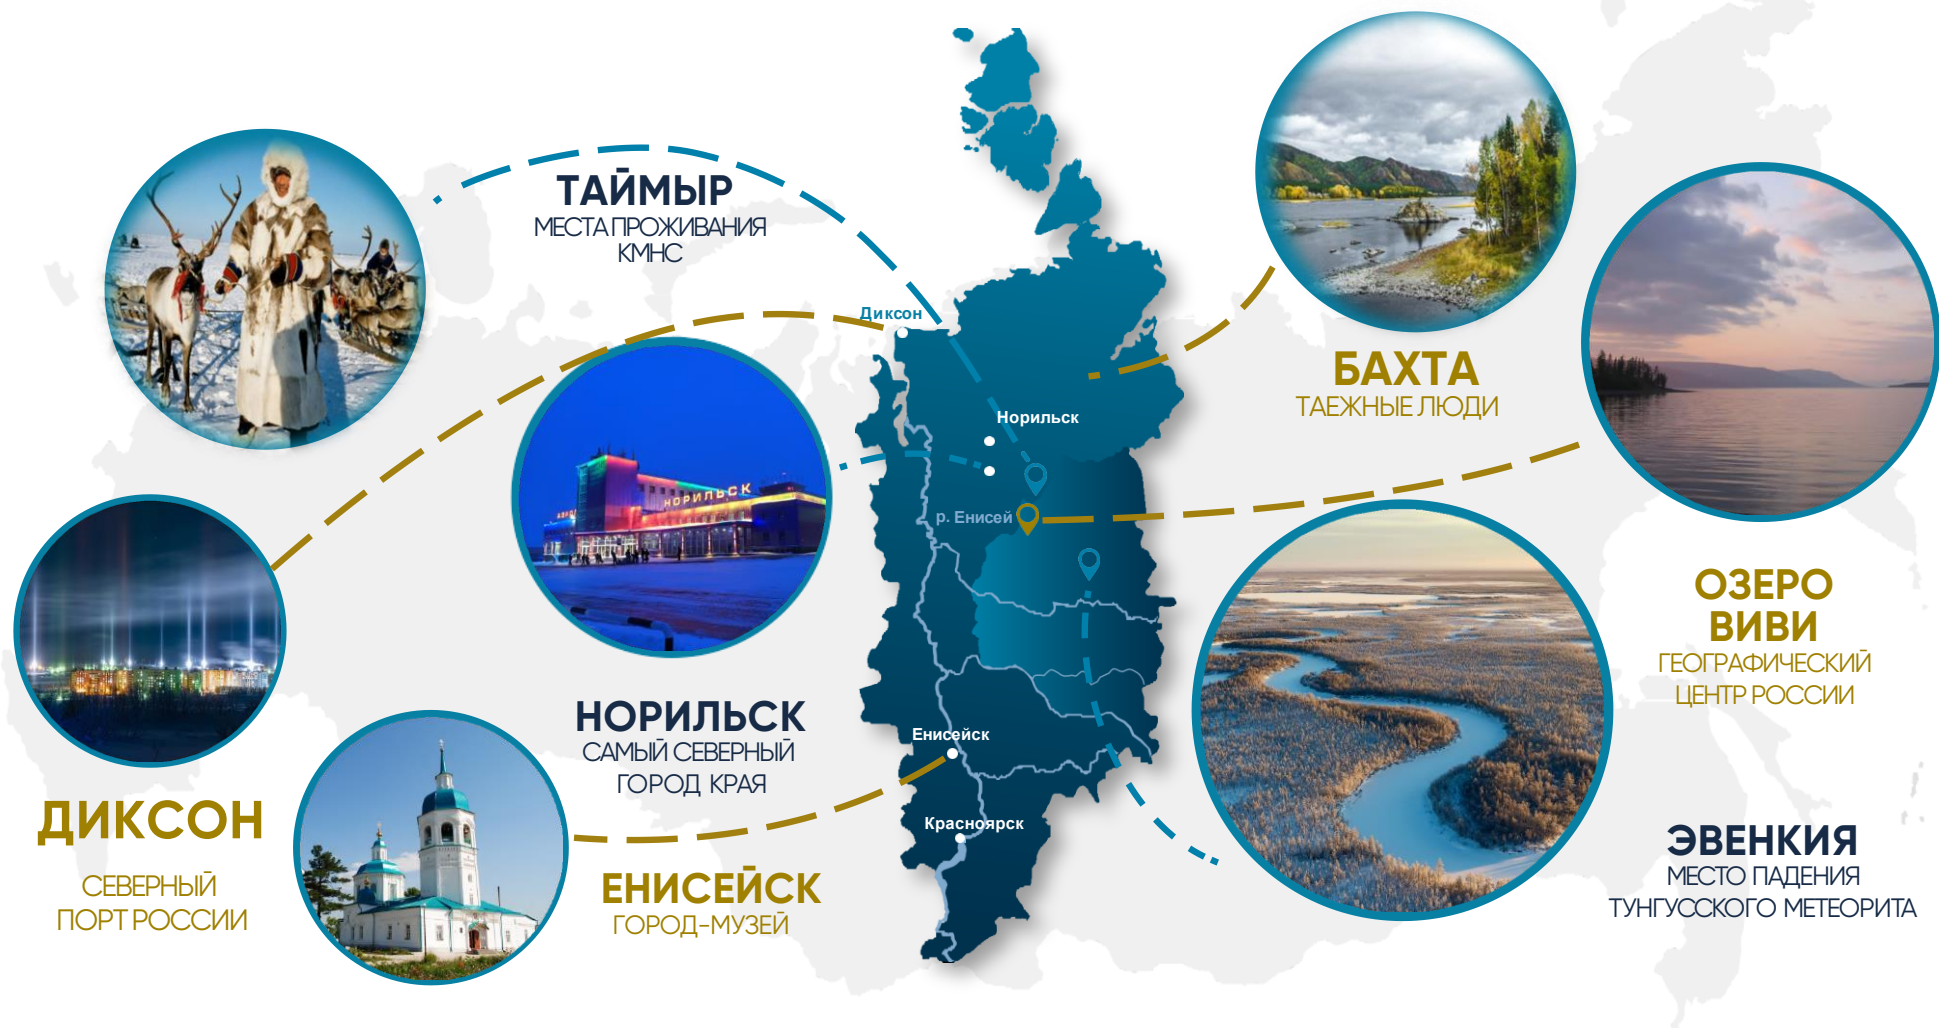 ТАЙМЫР
МЕСТА ПРОЖИВАНИЯ
КМНС
Диксон
БАХТА
ТАЕЖНЫЕ ЛЮДИ
Норильск
НОРИЛЬСК
р. Енисей
ОЗЕРО
ВИВИ
ГЕОГРАФИЧЕСКИЙ
ЦЕНТР РОССИИ
НОРИЛЬСК
САМЫЙ СЕВЕРНЫЙ
ГОРОД КРАЯ
Енисейск
ДИКСОН
СЕВЕРНЫЙ
ПОРТ РОССИИ
Красноярск
ЕНИСЕЙСК
ГОРОД-МУЗЕЙ
ЭВЕНКИЯ
МЕСТО ПАДЕНИЯ
ТУНГУССКОГО МЕТЕОРИТА